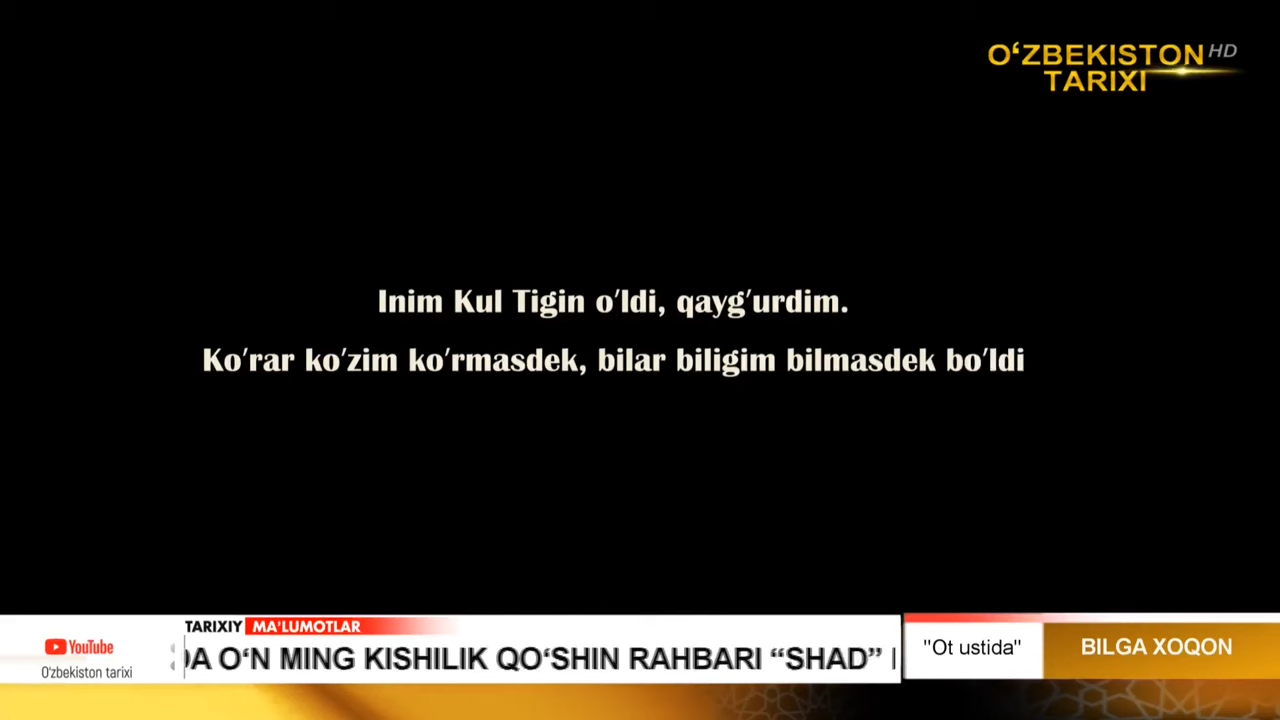 O‘ZBEKISTON HD
TARIXI
Inim Kul Tigin o'ldi, qayg'urdim.
Ko'rar ko'zim ko'rmasdek, bilar biligim bilmasdek bo'ldi
TARIXIY MA'LUMOTLAR
YouTube
O'zbekiston tarixi
O‘N MING KISHILIK QO‘SHIN RAHBARI “SHAD”
"Ot ustida"
BILGA XOQON